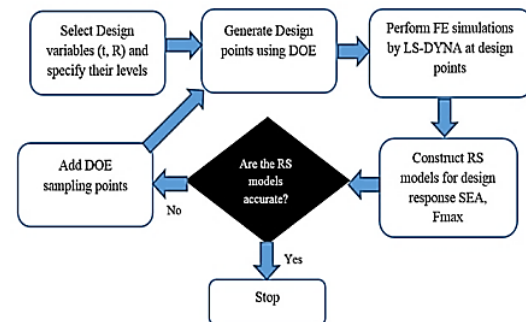 Select Design
variables (t, R) and
specify their levels
Generate Design
points using DOE
Perform FE simulations
by LS-DYNA at design
points
Construct RS
models for design
response SEA,
Fmax
Are the RS
models
accurate?
No
Add DOE
sampling points
Yes
Stop